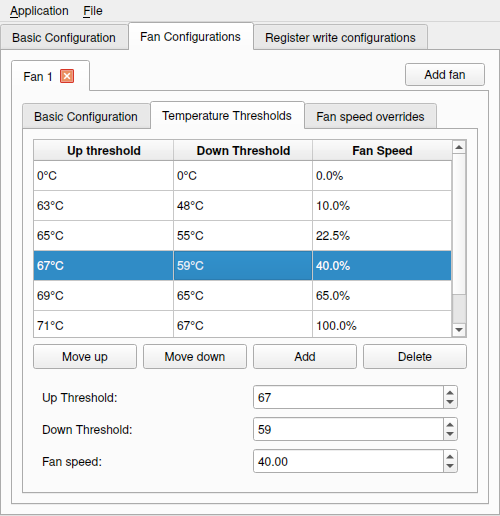 Application File
Basic Configuration Fan Configurations Register write configurations
Fan 1 Add fan
Basic Configuration Temperature Thresholds Fan speed overrides
Up threshold Down Threshold Fan Speed
0°C 0°C 0.0%
63°C 48°C 10.0%
65°C 55°C 22.5%
67°C 59°C 40.0%
69°C 65°C 65.0%
71°C 67°C 100.0%
Move up Move down Add Delete
Up Threshold: 67
Down Threshold: 59
Fan speed: 40.00